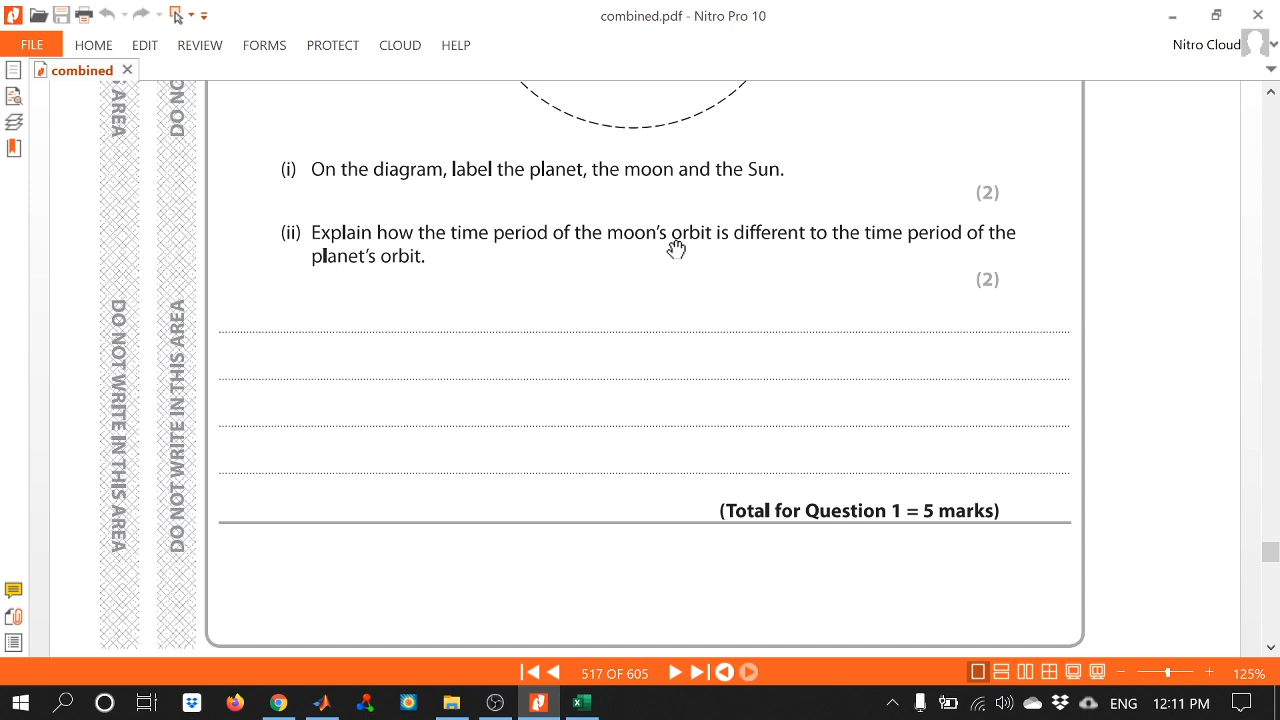 combined.pdf - Nitro Pro 10
FILE HOME EDIT REVIEW FORMS PROTECT CLOUD HELP
Nitro Cloud
combined
AREA
DO NO
(i) On the diagram, label the planet, the moon and the Sun.
(2)
(ii) Explain how the time period of the moon's orbit is different to the time period of the
planet's orbit.
(2)
DO NOT WRITE IN THIS AREA
DO NOT WRITE IN THIS AREA
(Total for Question 1 = 5 marks)
517 OF 605
125%
ENG 12:11 PM